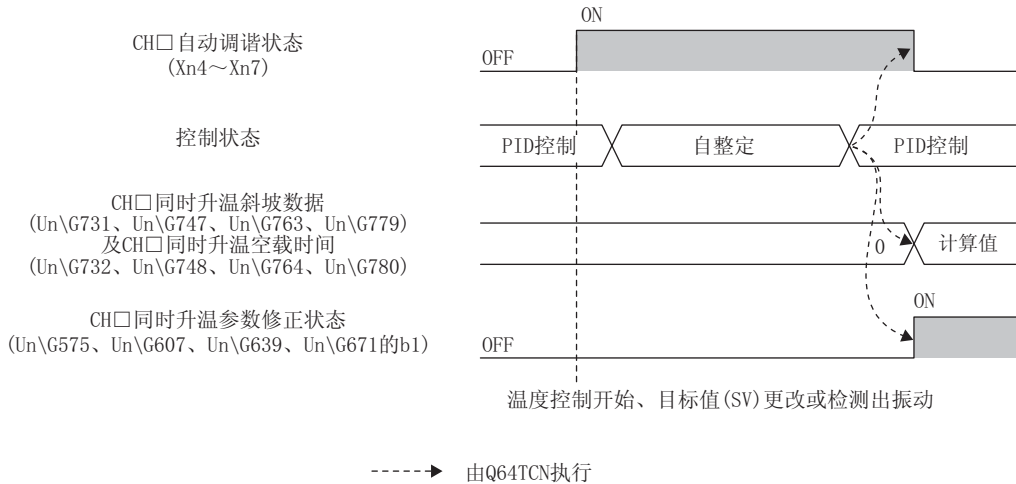 ON
CH□自动调谐状态
(Xn4～Xn7)
OFF
控制状态
PID控制
自整定
PID控制
CH□同时升温斜坡数据
(Un\G731、Un\G747、Un\G763、Un\G779)
及CH□同时升温空载时间
(Un\G732、Un\G748、Un\G764、Un\G780)
0
计算值
ON
CH□同时升温参数修正状态
(Un\G575、Un\G607、Un\G639、Un\G671的b1)
OFF
温度控制开始、目标值(SV)更改或检测出振动
由Q64TCN执行